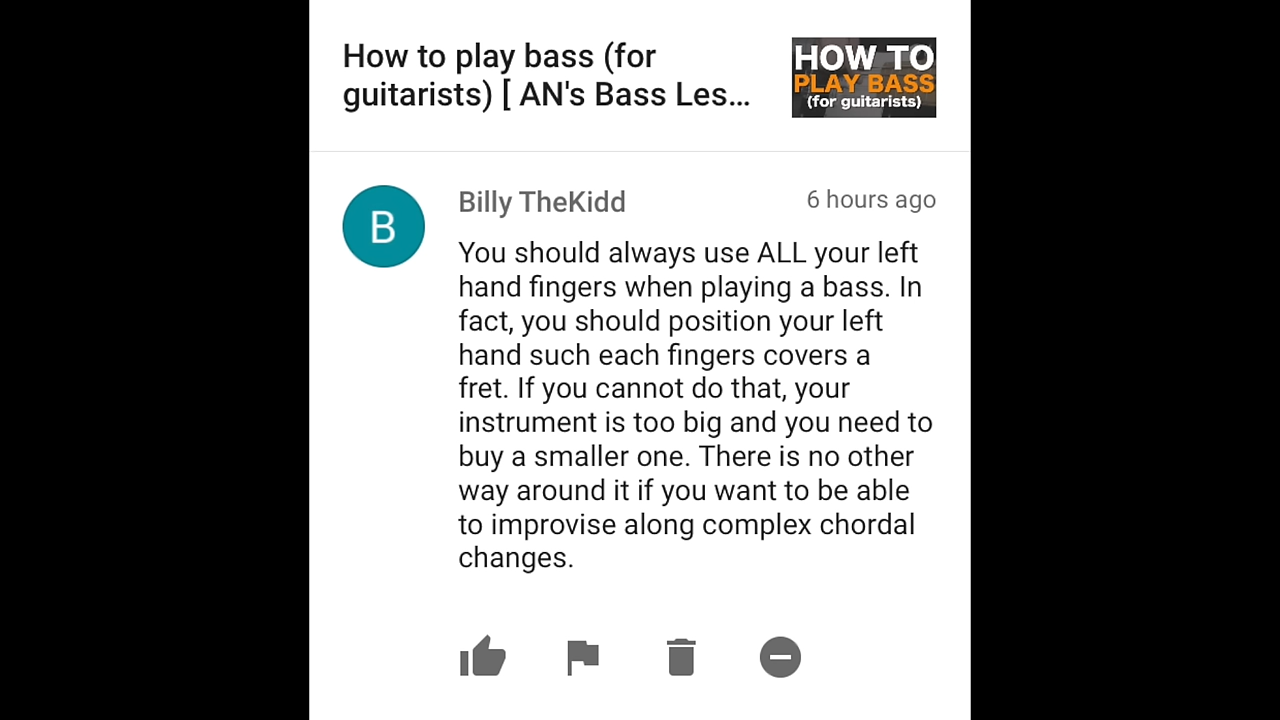 How to play bass (for
guitarists) [ AN's Bass Les...
HOW TO
PLAY BASS
(for guitarists)
B
Billy TheKidd
6 hours ago
You should always use ALL your left
hand fingers when playing a bass. In
fact, you should position your left
hand such each fingers covers a
fret. If you cannot do that, your
instrument is too big and you need to
buy a smaller one. There is no other
way around it if you want to be able
to improvise along complex chordal
changes.